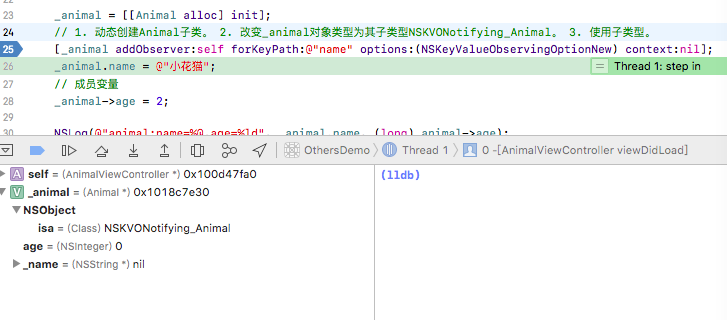 23 _animal = [[Animal alloc] init];
24 // 1. 动态创建Animal子类。 2. 改变_animal对象类型为其子类型NSKVONotifying_Animal。 3. 使用子类型。
25 [_animal addObserver:self forKeyPath:@"name" options:(NSKeyValueObservingOptionNew) context:nil];
26 _animal.name = @"小花猫"; = Thread 1: step in
27 // 成员变量
28 _animal->age = 2;
29
30 NSLog(@"animal:name=%@ age=%ld", _animal.name, (long)_animal->age);
OthersDemo Thread 1 0 -[AnimalViewController viewDidLoad]
A self = (AnimalViewController *) 0x100d47fa0
V _animal = (Animal *) 0x1018c7e30
NSObject
isa = (Class) NSKVONotifying_Animal
age = (NSInteger) 0
_name = (NSString *) nil
(lldb)